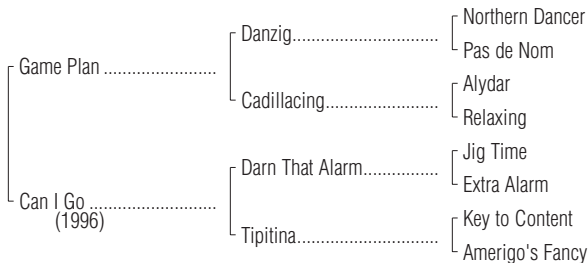 Northern Dancer
Danzig..................................
Pas de Nom
Game Plan ..........................
Alydar
Cadillacing..........................
Relaxing
Jig Time
Darn That Alarm.................
Extra Alarm
Can I Go .............................
(1996)
Key to Content
Tipitina..................................
Amerigo's Fancy